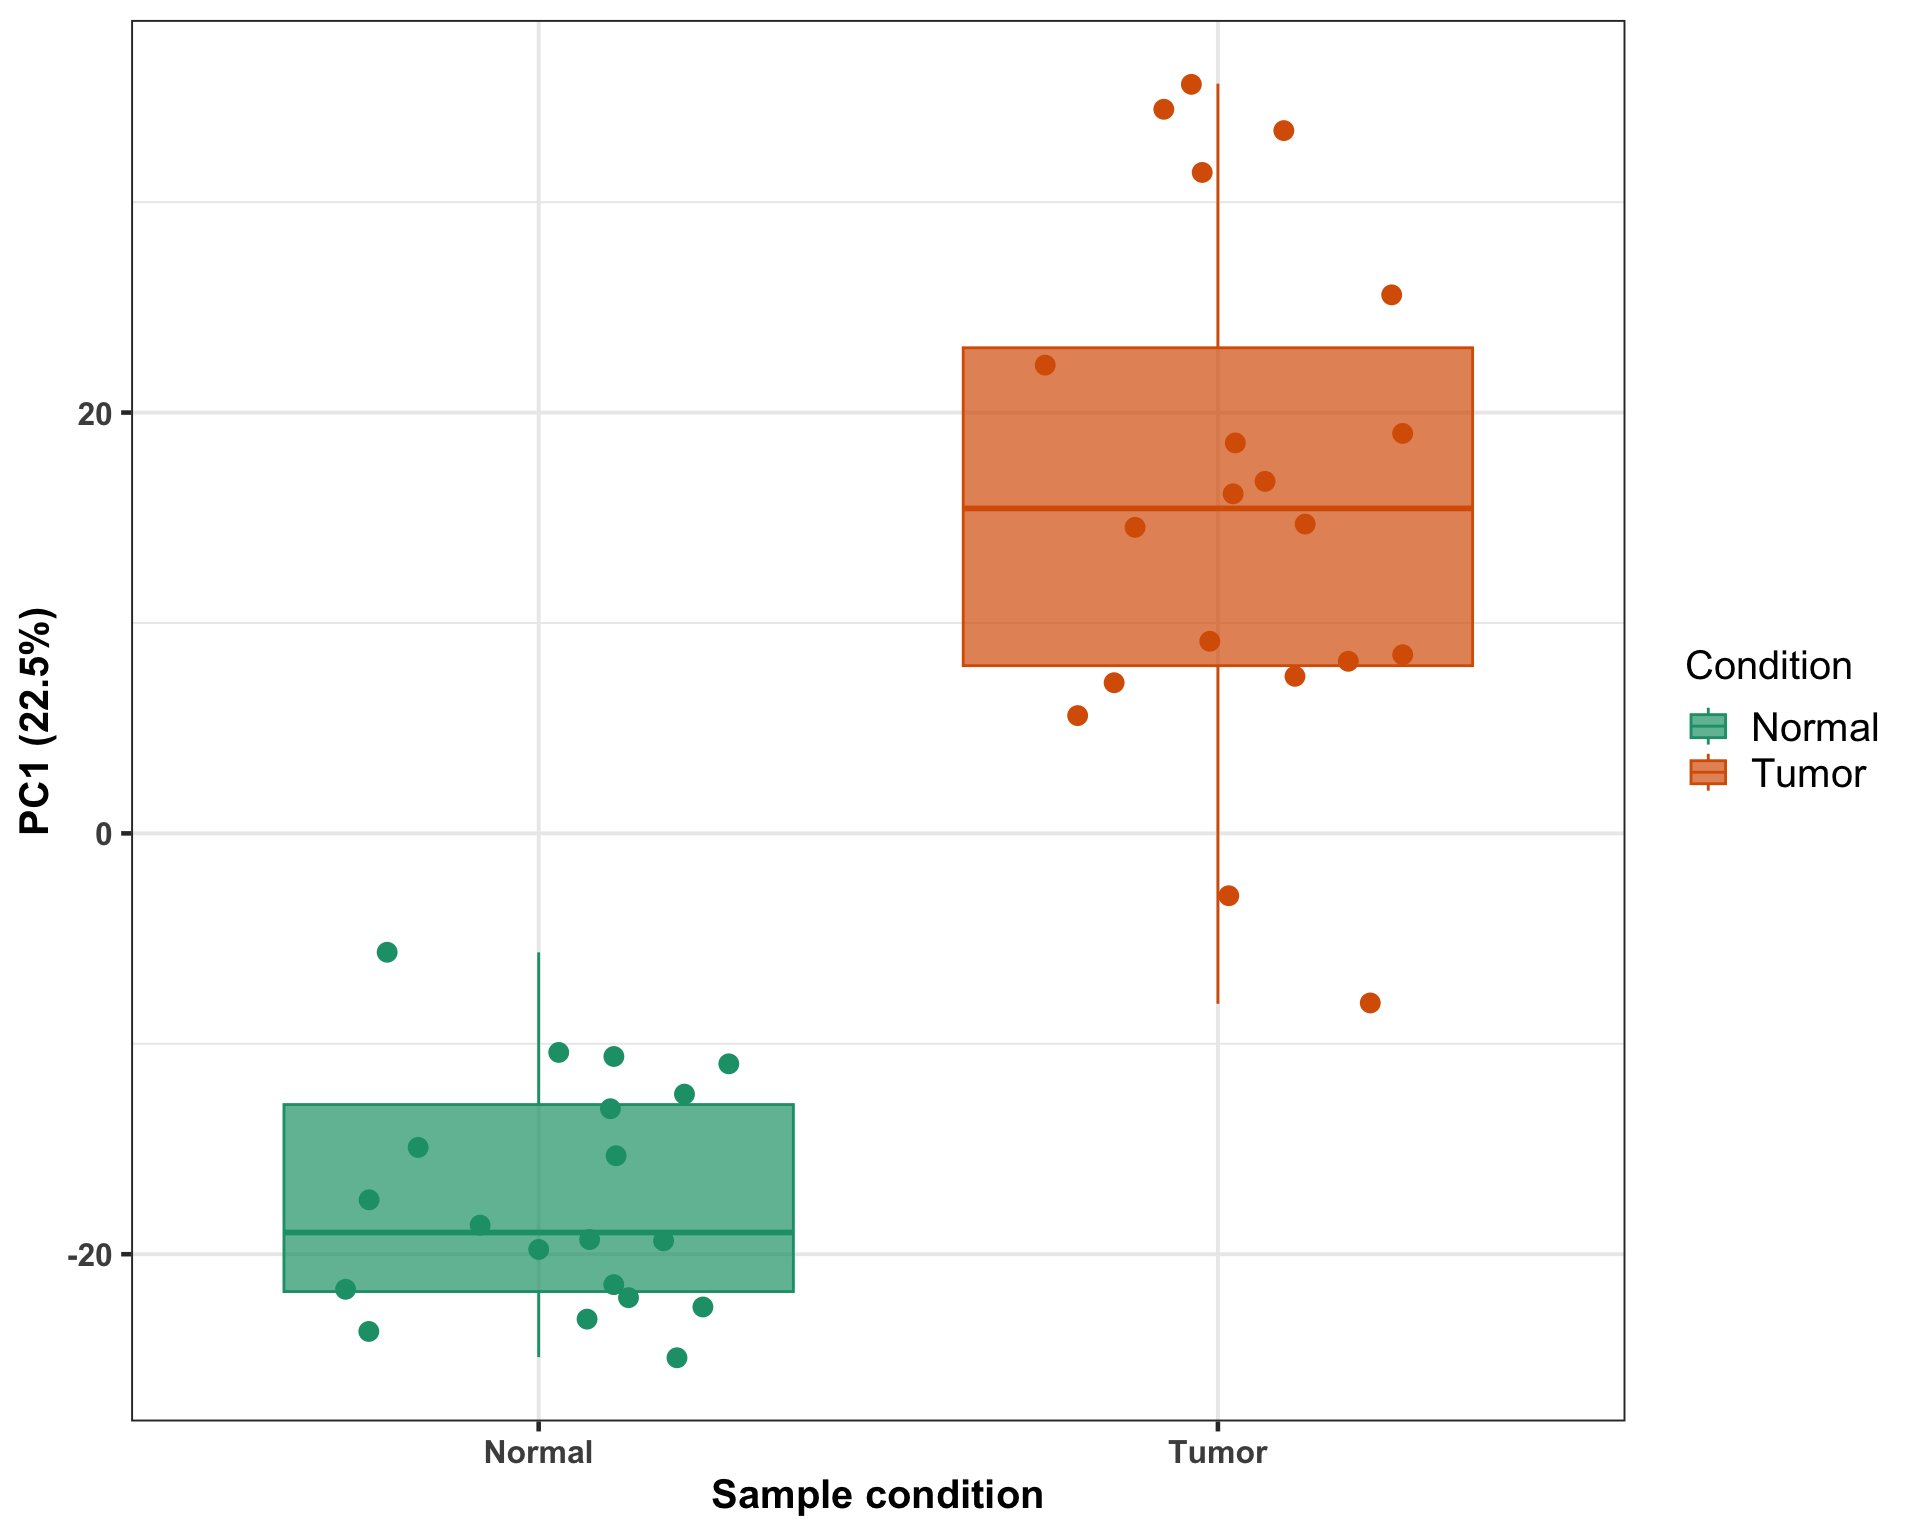 PC1 (22.5%)
20
0
-20
Normal
Tumor
Sample condition
Condition
Normal
Tumor